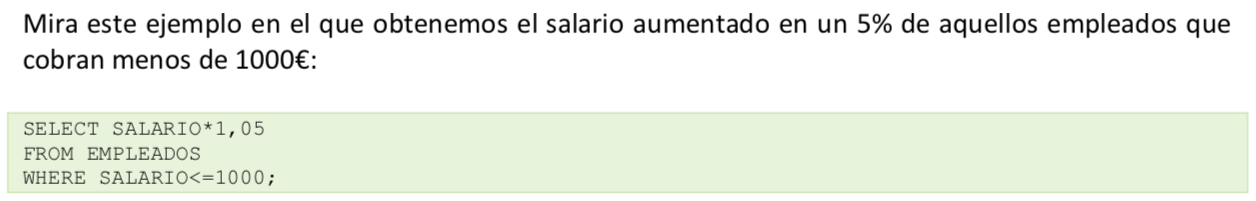 Mira este ejemplo en el que obtenemos el salario aumentado en un 5% de aquellos empleados que
cobran menos de 1000€:
SELECT SALARIO*1,05
FROM EMPLEADOS
WHERE SALARIO<=1000;